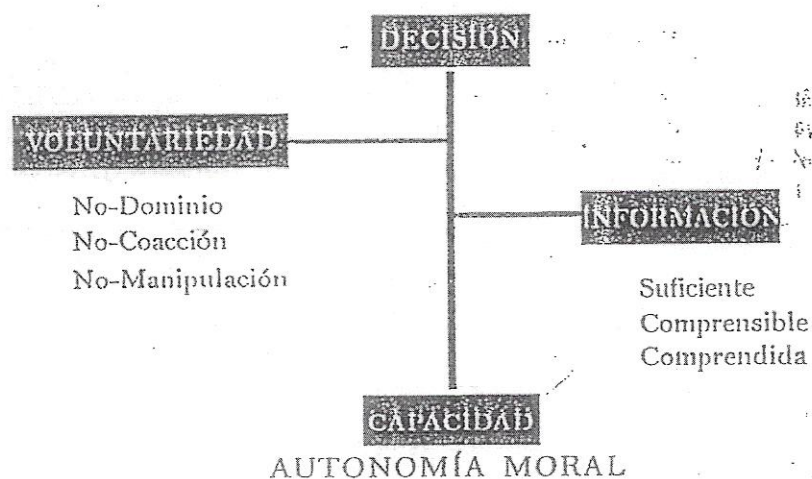 DECISIÓN
VOLUNTARIEDAD
No-Dominio
No-Coacción
No-Manipulación
INFORMACIÓN
Suficiente
Comprensible
Comprendida
CAPACIDAD
AUTONOMÍA MORAL